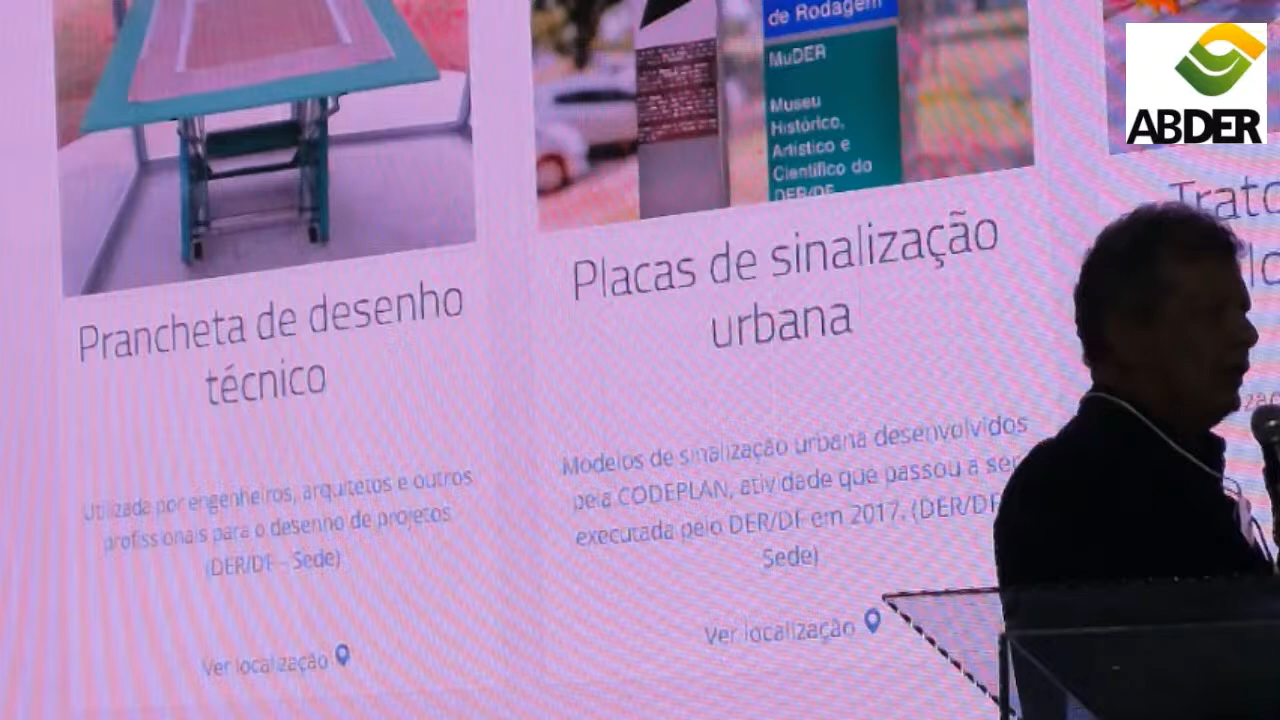 de Rodagem
MuDER
Museu
Histórico,
Artístico e
Científico do
DER/DF
ABDER
Prancheta de desenho
técnico
Utilizada por engenheiros, arquitetos e outros
profissionais para o desenho de projetos
(DER/DF - Sede)
Ver localização
Placas de sinalização
urbana
Modelos de sinalização urbana desenvolvidos
pela CODEPLAN, atividade que passou a ser
executada pelo DER/DF em 2017. (DER/DF
Sede)
Ver localização
Trato